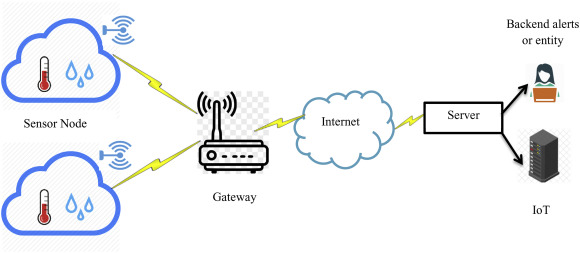 Backend alerts
or entity
Sensor Node
Internet
Server
Gateway
IoT